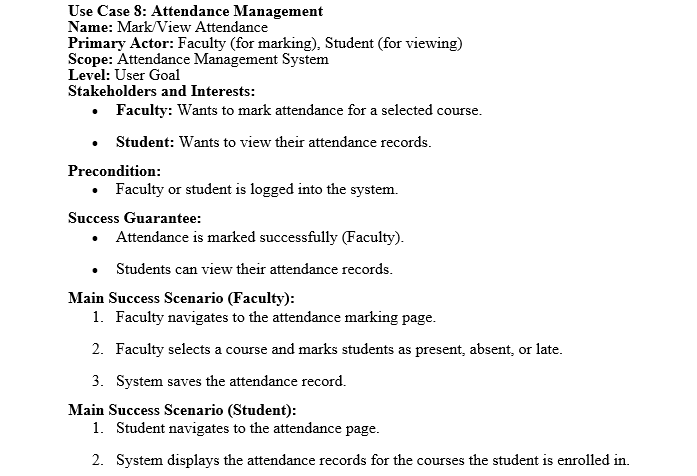 Use Case 8: Attendance Management
Name: Mark/View Attendance
Primary Actor: Faculty (for marking), Student (for viewing)
Scope: Attendance Management System
Level: User Goal
Stakeholders and Interests:
• Faculty: Wants to mark attendance for a selected course.
• Student: Wants to view their attendance records.
Precondition:
• Faculty or student is logged into the system.
Success Guarantee:
• Attendance is marked successfully (Faculty).
• Students can view their attendance records.
Main Success Scenario (Faculty):
1. Faculty navigates to the attendance marking page.
2. Faculty selects a course and marks students as present, absent, or late.
3. System saves the attendance record.
Main Success Scenario (Student):
1. Student navigates to the attendance page.
2. System displays the attendance records for the courses the student is enrolled in.